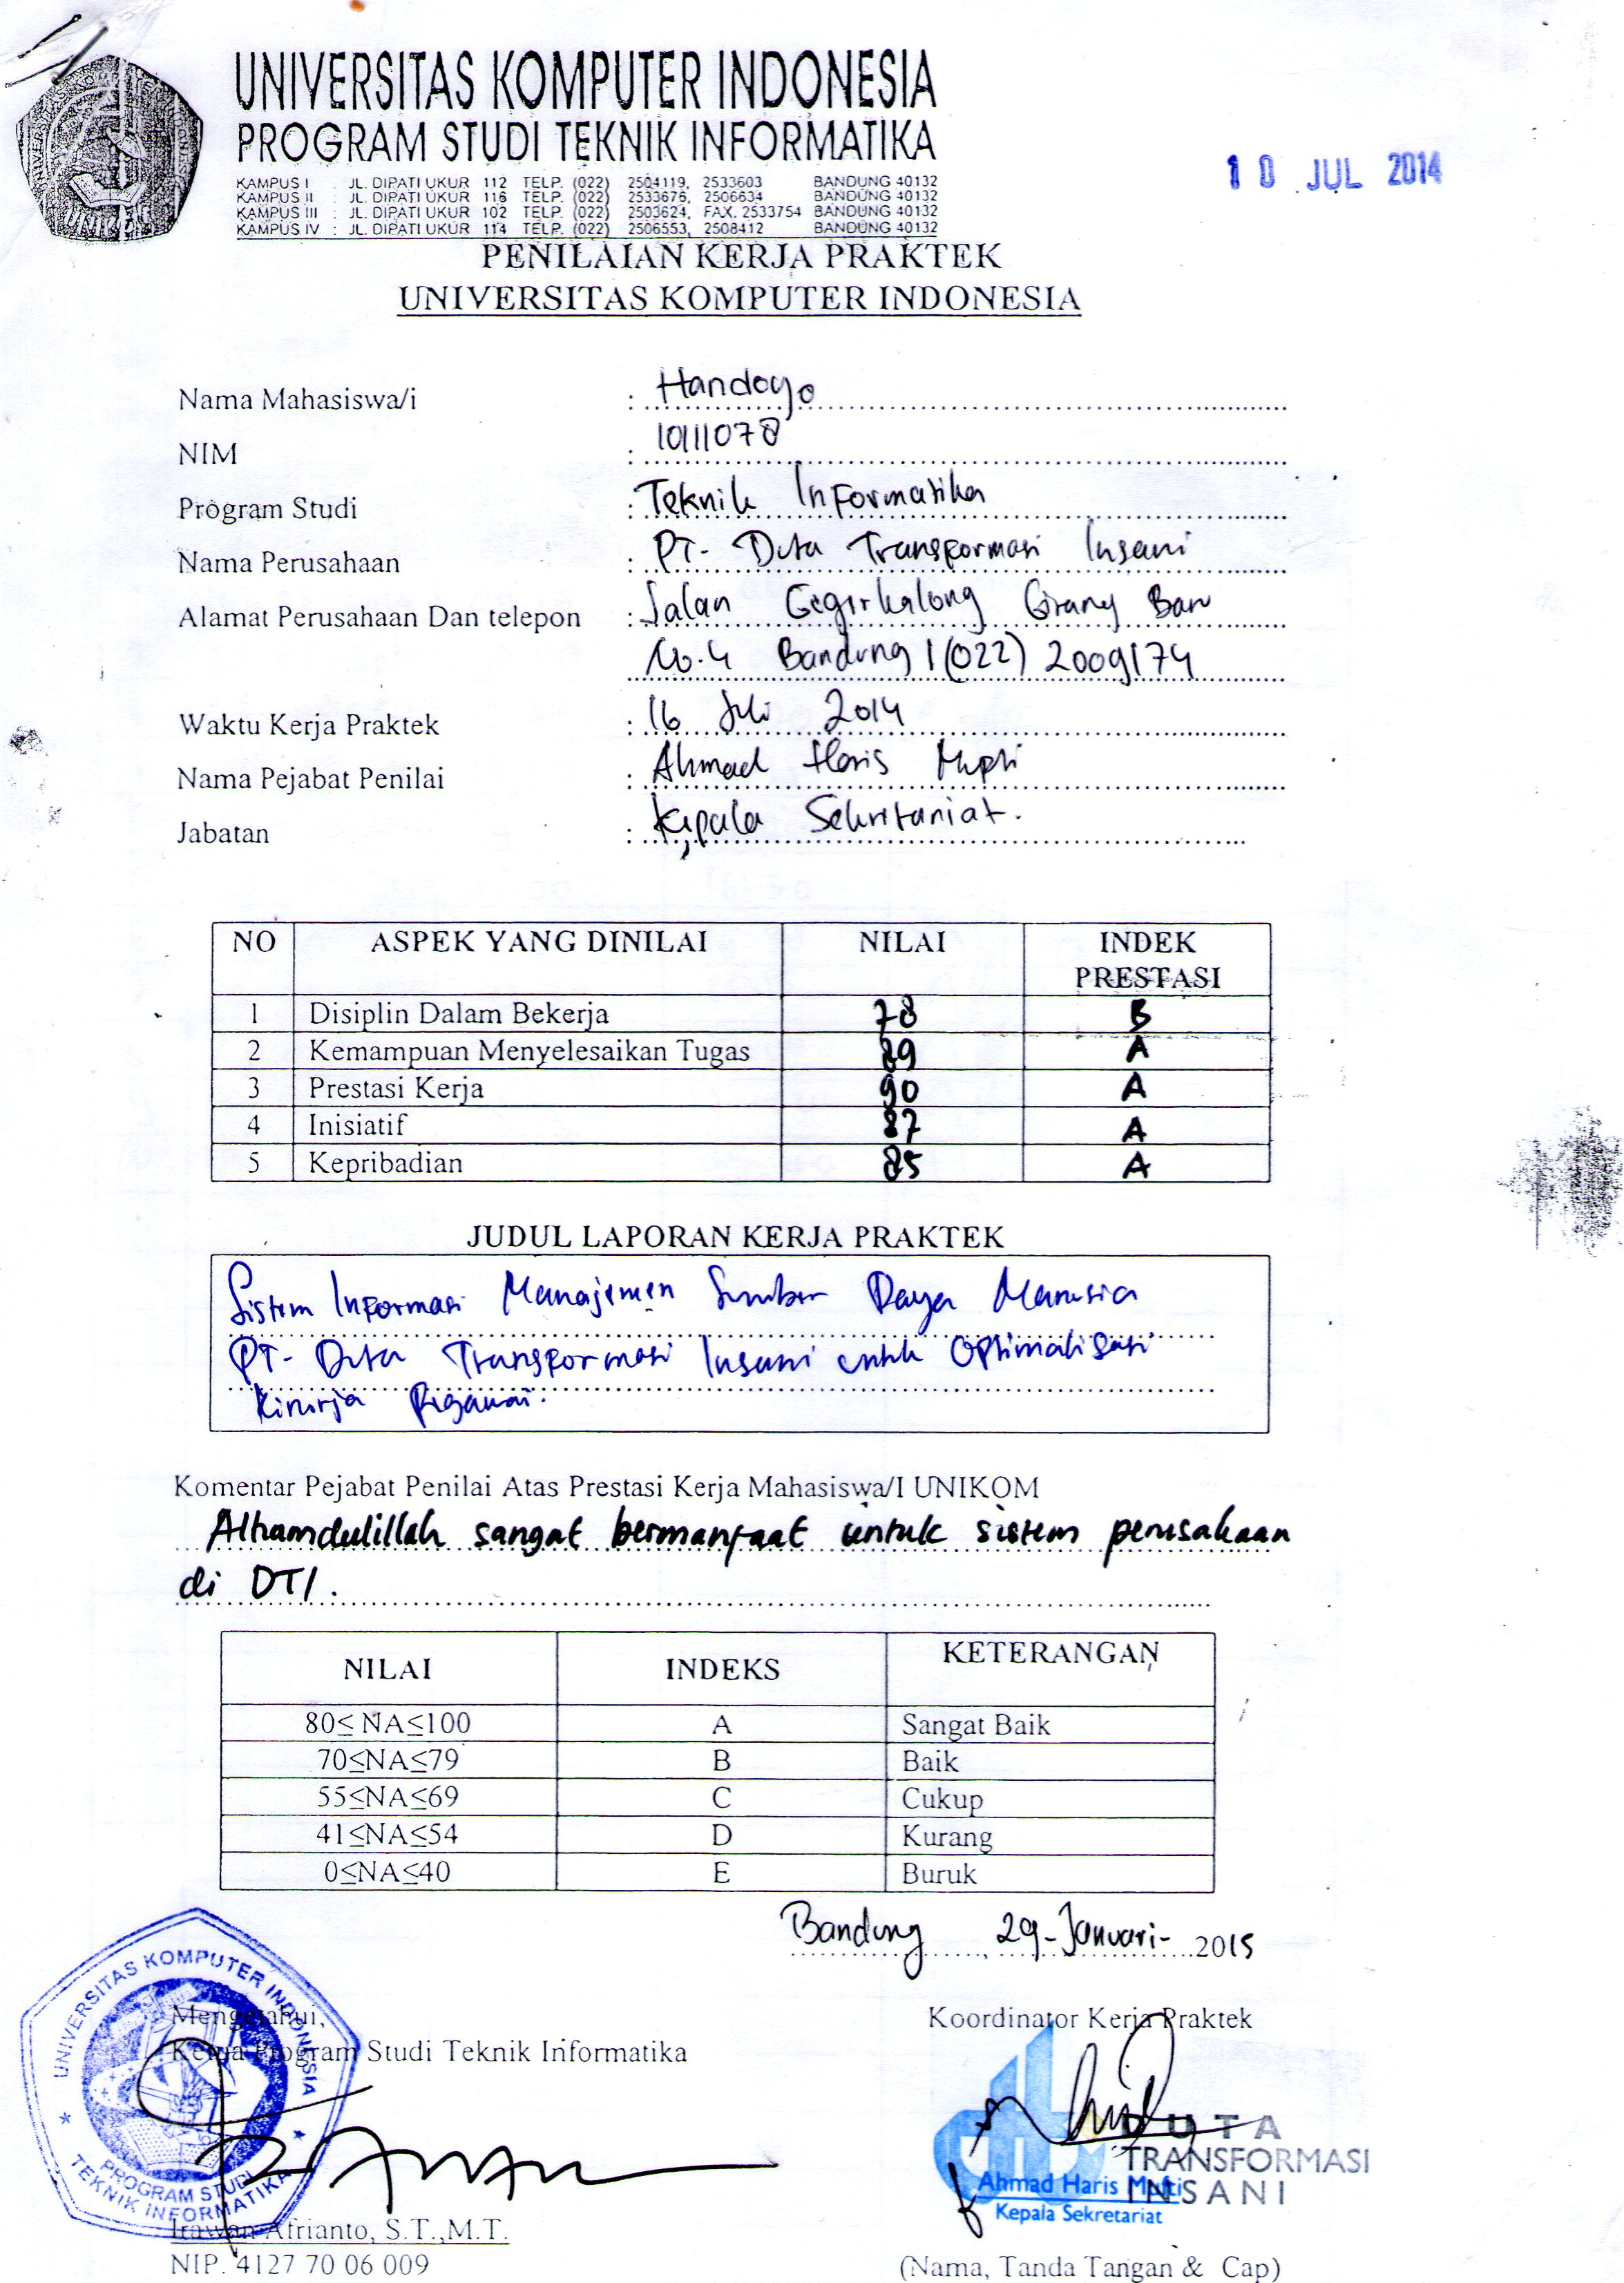 UNIVERSITAS KOMPUTER INDONESIA
PROGRAM STUDI TEKNIK INFORMATIKA
KAMPUS I : JL. DIPATI UKUR 112 TELP. (022) 2504119, 2533603 BANDUNG 40132
KAMPUS II : JL. DIPATI UKUR 116 TELP. (022) 2533676, 2506634 BANDUNG 40132
KAMPUS III : JL. DIPATI UKUR 102 TELP. (022) 2503624, FAX. 2533754 BANDUNG 40132
KAMPUS IV : JL. DIPATI UKUR 114 TELP. (022) 2506553, 2508412 BANDUNG 40132
10 JUL 2014
PENILAIAN KERJA PRAKTEK
UNIVERSITAS KOMPUTER INDONESIA
Nama Mahasiswa/i : Handoyo
NIM : 10111078
Program Studi : Teknik Informatika
Nama Perusahaan : PT. Duta Transformasi Insani
Alamat Perusahaan Dan telepon : Jalan Gegerkalong Girang Baru
No.4 Bandung / (022) 2009174
Waktu Kerja Praktek : 16 Juli 2014
Nama Pejabat Penilai : Ahmad Haris Mufti
Jabatan : Kepala Sekretariat.
NO ASPEK YANG DINILAI NILAI INDEK PRESTASI
1 Disiplin Dalam Bekerja 78 B
2 Kemampuan Menyelesaikan Tugas 89 A
3 Prestasi Kerja 90 A
4 Inisiatif 87 A
5 Kepribadian 85 A
JUDUL LAPORAN KERJA PRAKTEK
Sistem Informasi Manajemen Sumber Daya Manusia
PT. Duta Transformasi Insani untuk Optimalisasi
Kinerja Pegawai.
Komentar Pejabat Penilai Atas Prestasi Kerja Mahasiswa/I UNIKOM
Alhamdulillah sangat bermanfaat untuk sistem perusahaan
di DTI.
NILAI INDEKS KETERANGAN
80≤ NA≤100 A Sangat Baik
70≤NA≤79 B Baik
55≤NA≤69 C Cukup
41≤NA≤54 D Kurang
0≤NA≤40 E Buruk
Bandung, 29-Januari-2015
Mengetahui,
Ketua Program Studi Teknik Informatika
Koordinator Kerja Praktek
UNIVERSITAS KOMPUTER INDONESIA
PROGRAM STUDI
TEKNIK INFORMATIKA
DUTA
TRANSFORMASI
INSANI
Ahmad Haris Mufti
Kepala Sekretariat
Irawan Afrianto, S.T.,M.T.
NIP. 4127 70 06 009
(Nama, Tanda Tangan & Cap)